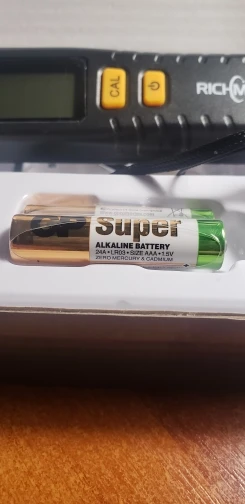 CAL
RICH
GP Super
ALKALINE BATTERY
24A•LR03•SIZE AAA•1.5V
ZERO MERCURY & CADMIUM
+